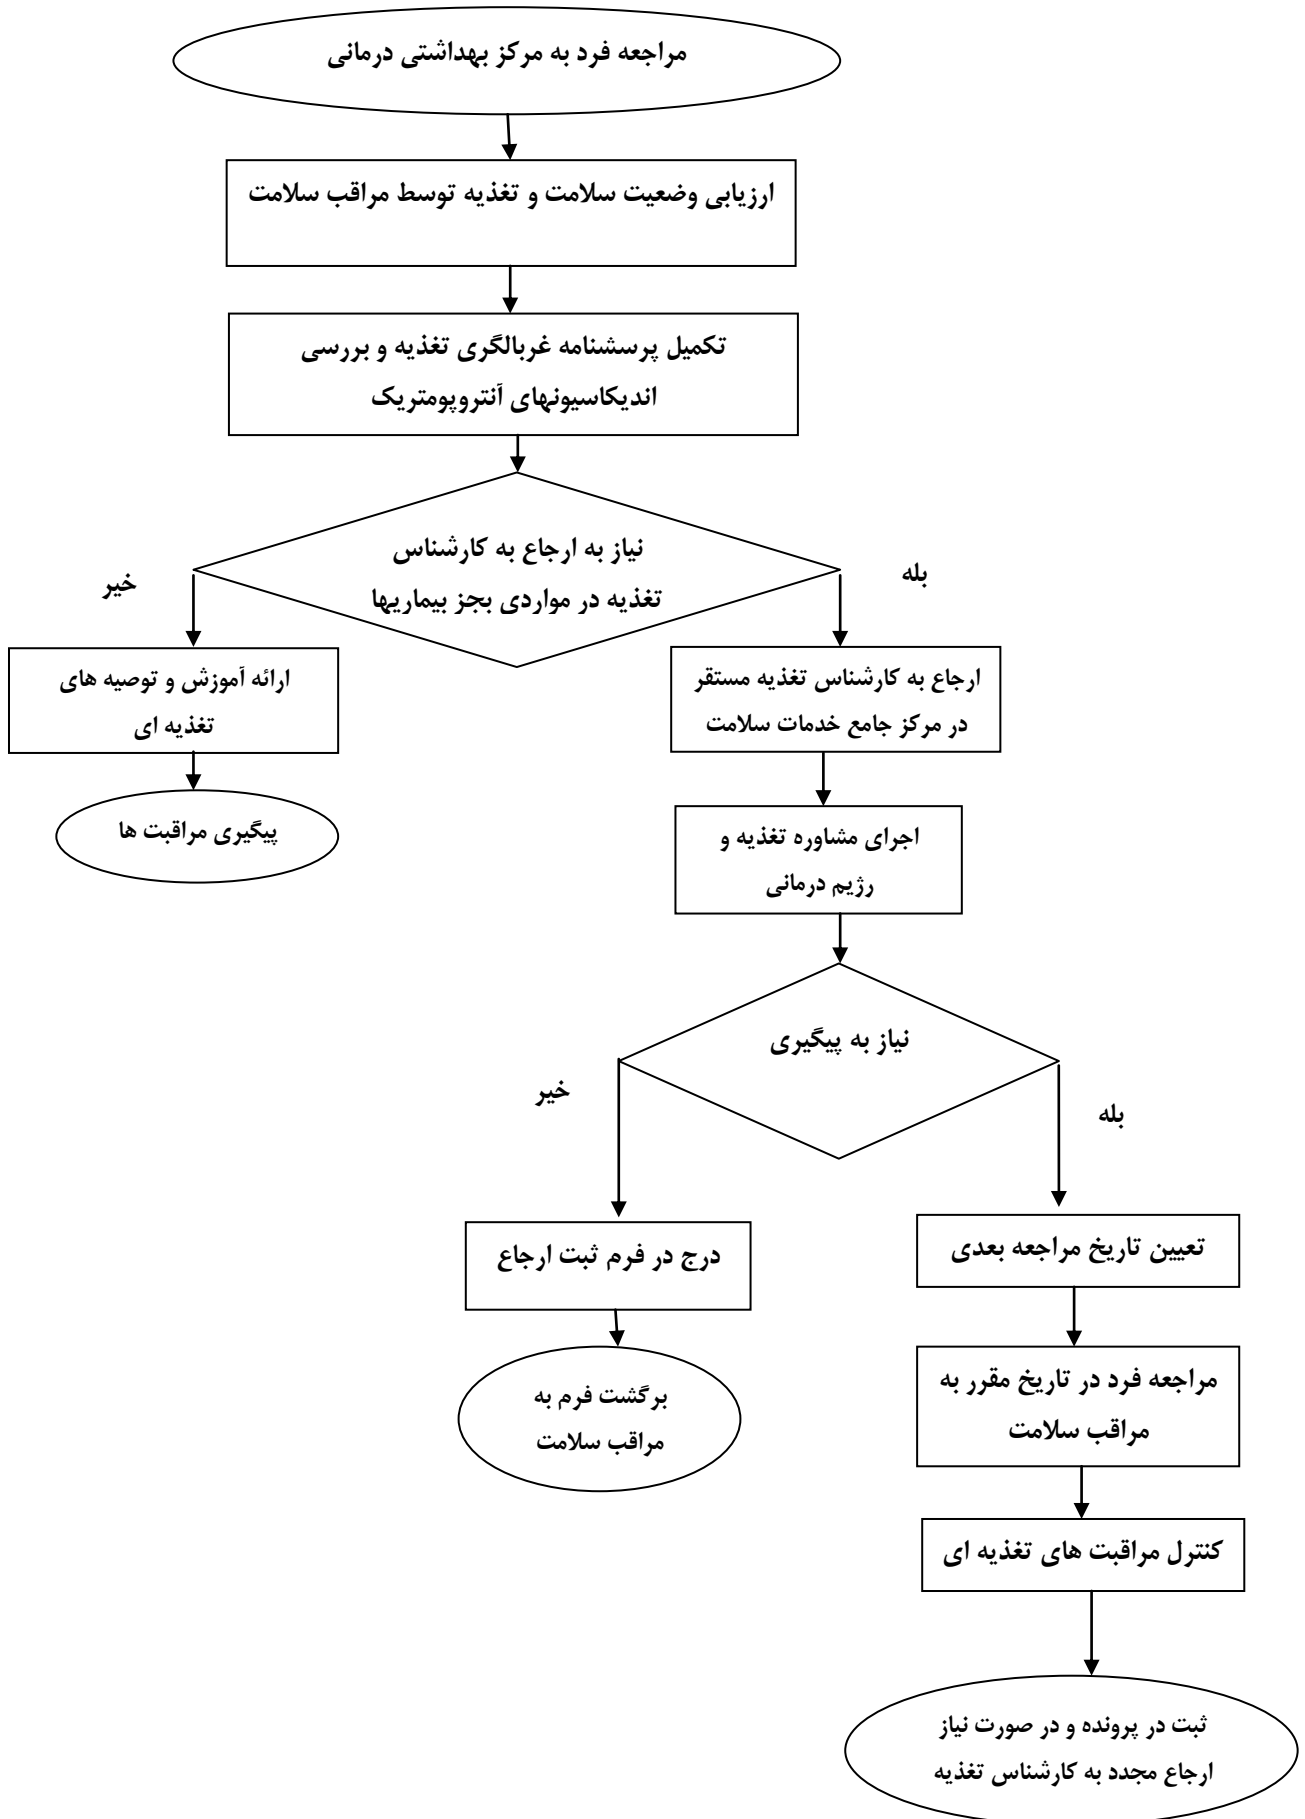 مراجعه فرد به مرکز بهداشتی درمانی
ارزیابی وضعیت سلامت و تغذیه توسط مراقب سلامت
تکمیل پرسشنامه غربالگری تغذیه و بررسی
اندیکاسیونهای آنتروپومتریک
نیاز به ارجاع به کارشناس
تغذیه در مواردی بجز بیماریها
بله
خیر
ارجاع به کارشناس تغذیه مستقر
در مرکز جامع خدمات سلامت
ارائه آموزش و توصیه های
تغذیه ای
پیگیری مراقبت ها
اجرای مشاوره تغذیه و
رژیم درمانی
نیاز به پیگیری
بله
خیر
تعیین تاریخ مراجعه بعدی
درج در فرم ثبت ارجاع
مراجعه فرد در تاریخ مقرر به
مراقب سلامت
برگشت فرم به
مراقب سلامت
کنترل مراقبت های تغذیه ای
ثبت در پرونده و در صورت نیاز
ارجاع مجدد به کارشناس تغذیه